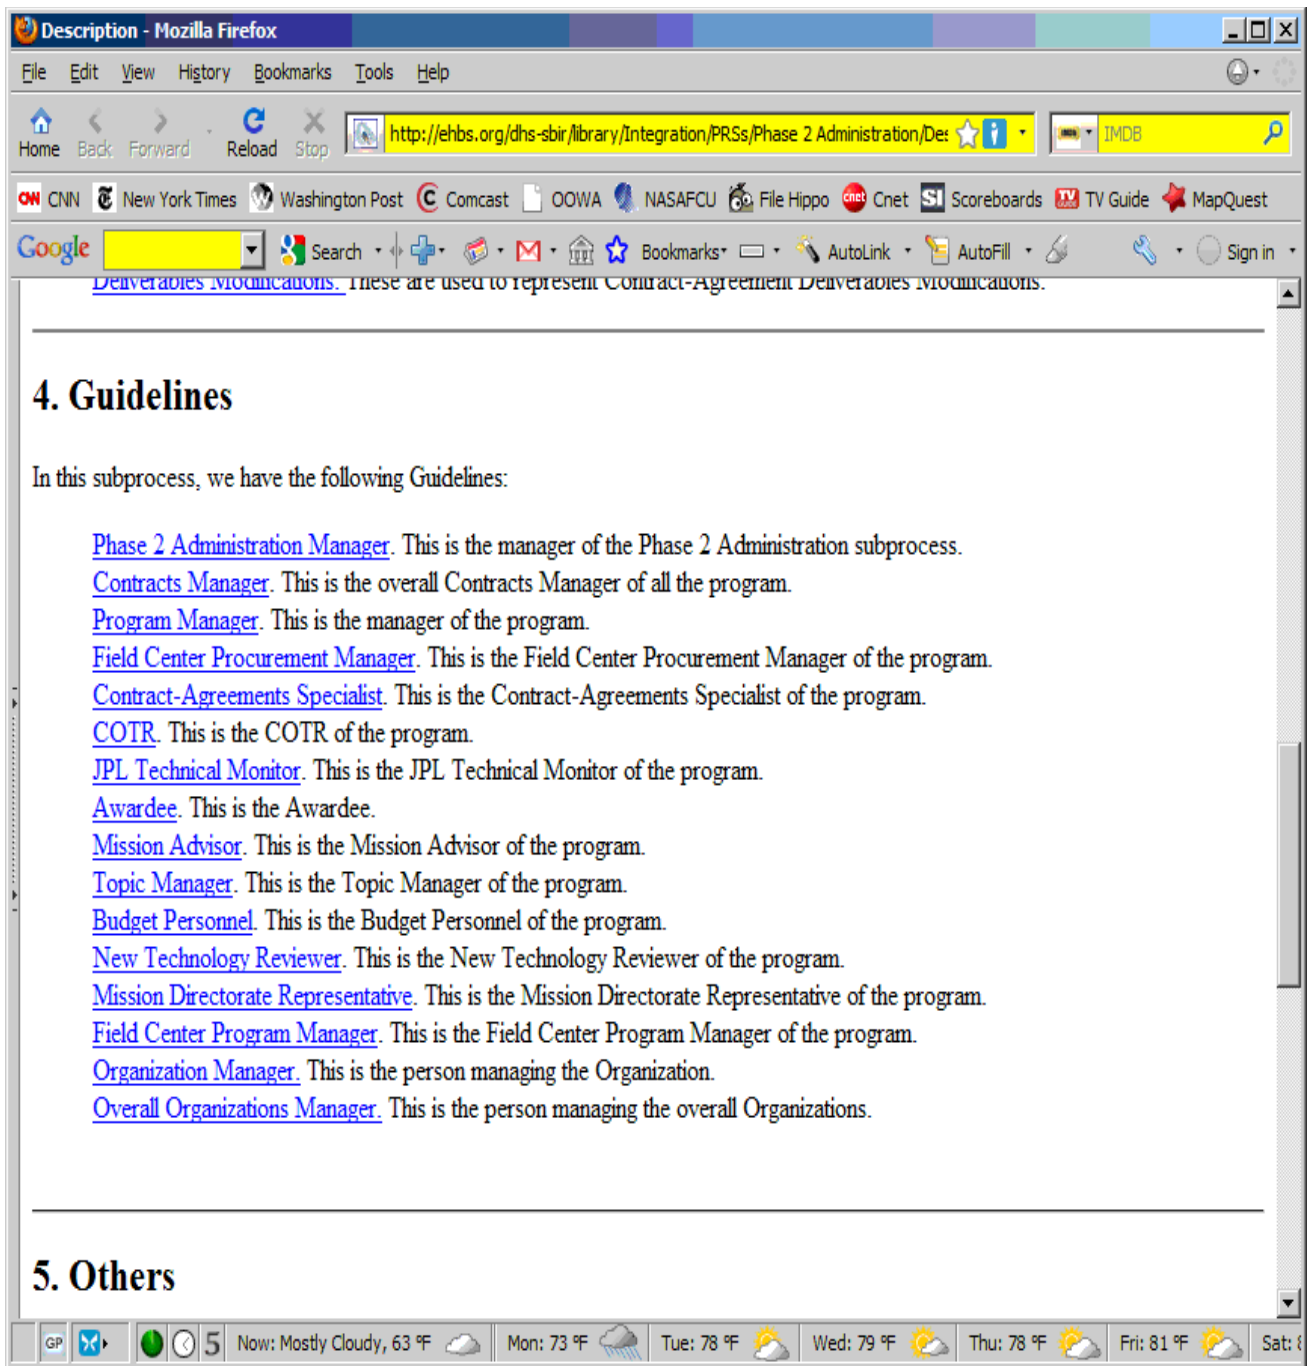 Description - Mozilla Firefox
File Edit View History Bookmarks Tools Help
Home Back Forward Reload Stop http://ehbs.org/dhs-sbir/library/Integration/PRSs/Phase 2 Administration/Des IMDB
CNN New York Times Washington Post Comcast OOWA NASAFCU File Hippo Cnet Scoreboards TV Guide MapQuest
Google Search Bookmarks AutoLink AutoFill Sign in
Deliverables Modifications. These are used to represent Contract-Agreement Deliverables Modifications.
4. Guidelines
In this subprocess, we have the following Guidelines:
Phase 2 Administration Manager. This is the manager of the Phase 2 Administration subprocess.
Contracts Manager. This is the overall Contracts Manager of all the program.
Program Manager. This is the manager of the program.
Field Center Procurement Manager. This is the Field Center Procurement Manager of the program.
Contract-Agreements Specialist. This is the Contract-Agreements Specialist of the program.
COTR. This is the COTR of the program.
JPL Technical Monitor. This is the JPL Technical Monitor of the program.
Awardee. This is the Awardee.
Mission Advisor. This is the Mission Advisor of the program.
Topic Manager. This is the Topic Manager of the program.
Budget Personnel. This is the Budget Personnel of the program.
New Technology Reviewer. This is the New Technology Reviewer of the program.
Mission Directorate Representative. This is the Mission Directorate Representative of the program.
Field Center Program Manager. This is the Field Center Program Manager of the program.
Organization Manager. This is the person managing the Organization.
Overall Organizations Manager. This is the person managing the overall Organizations.
5. Others
GP 5 Now: Mostly Cloudy, 63 °F Mon: 73 °F Tue: 78 °F Wed: 79 °F Thu: 78 °F Fri: 81 °F Sat: